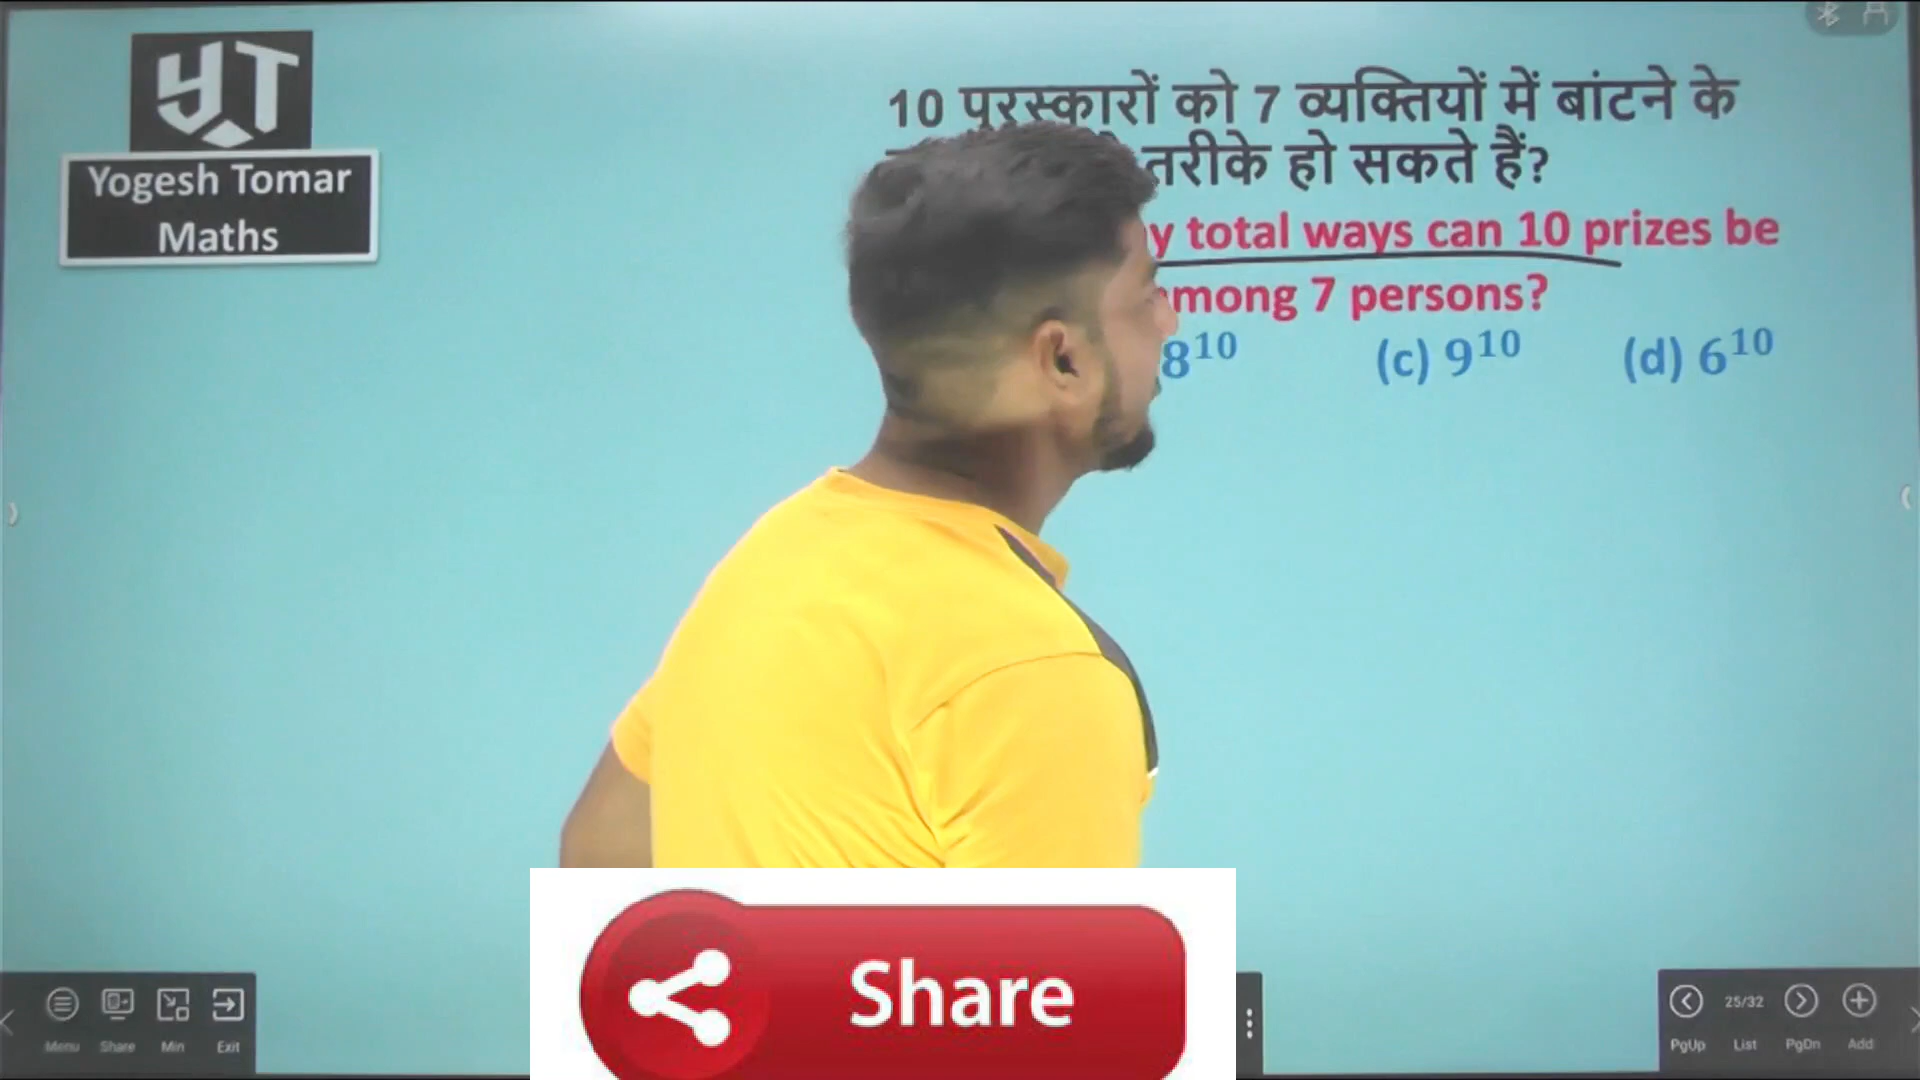 YT
Yogesh Tomar
Maths
10 पुरस्कारों को 7 व्यक्तियों में बांटने के
तरीके हो सकते हैं?
total ways can 10 prizes be
among 7 persons?
8¹⁰ (c) 9¹⁰ (d) 6¹⁰
Share
Menu Share Min Exit
25/32
PgUp List PgDn Add